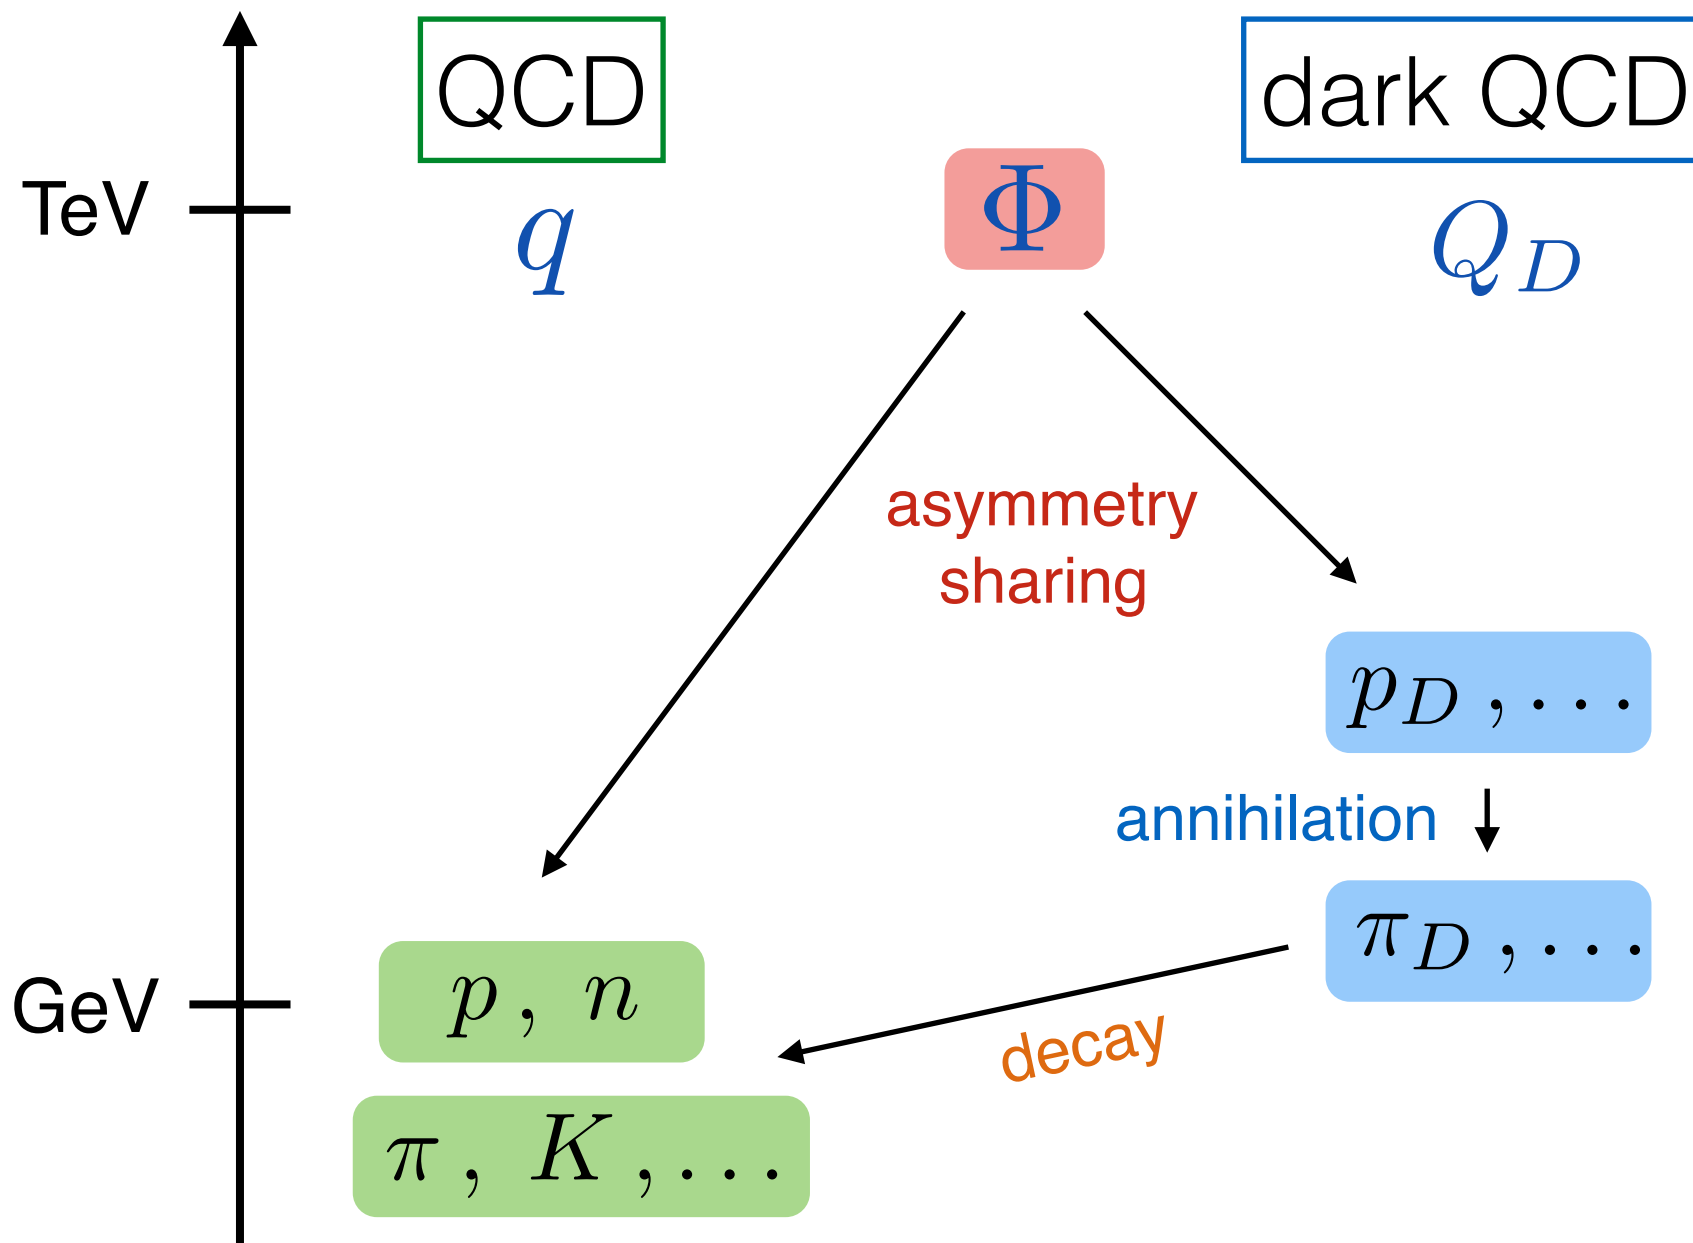 QCD
dark QCD
TeV
q
Φ
Q_D
asymmetry
sharing
p_D , . . .
annihilation
π_D , . . .
GeV
p , n
decay
π , K , . . .